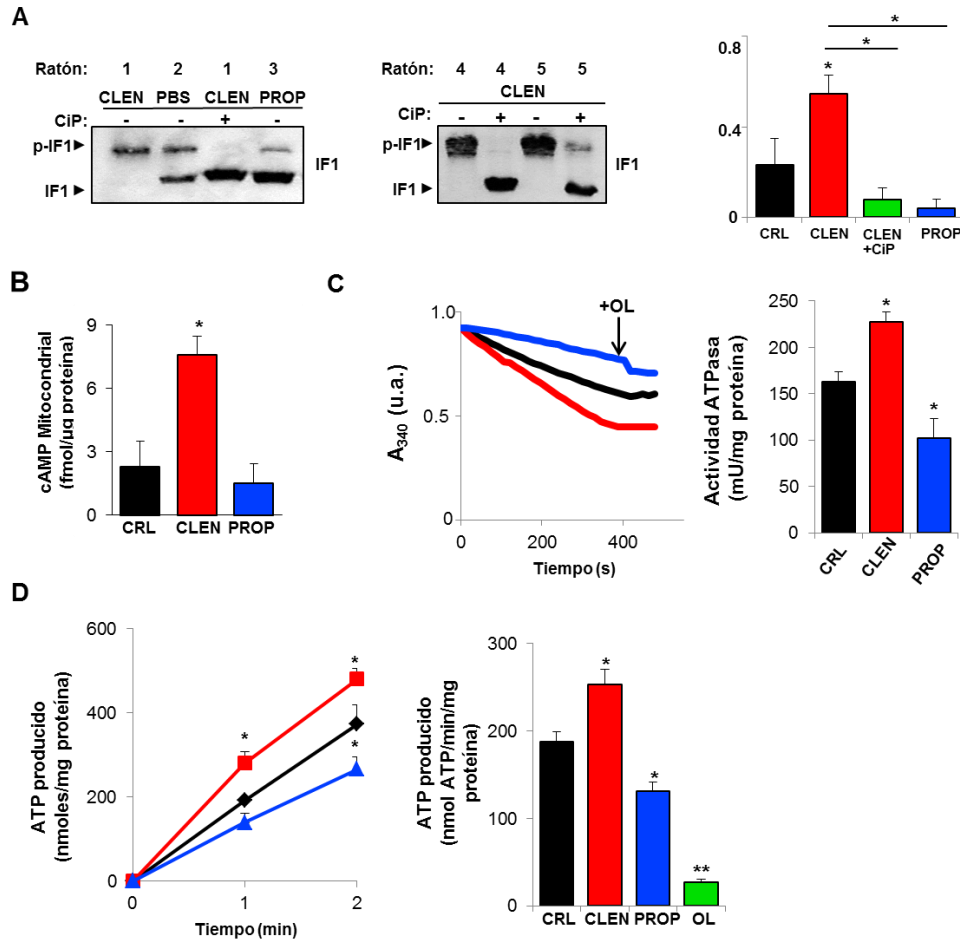 A
Ratón: 1 2 1 3
CLEN PBS CLEN PROP
CiP: - - + -
p-IF1
IF1
IF1
Ratón: 4 4 5 5
CLEN
CiP: - + - +
p-IF1
IF1
IF1
*
*
*
0.8
0.4
0
CRL CLEN CLEN +CiP PROP
B
cAMP Mitocondrial
(fmol/µg proteína)
9
6
3
0
*
CRL CLEN PROP
C
A340 (u.a.)
1.0
0.5
0
+OL
0 200 400
Tiempo (s)
Actividad ATPasa
(mU/mg proteína)
250
200
150
100
50
0
*
*
CRL CLEN PROP
D
ATP producido
(nmoles/mg proteína)
600
400
200
0
*
*
*
0 1 2
Tiempo (min)
ATP producido
(nmol ATP/min/mg
proteína)
300
200
100
0
*
*
**
CRL CLEN PROP OL